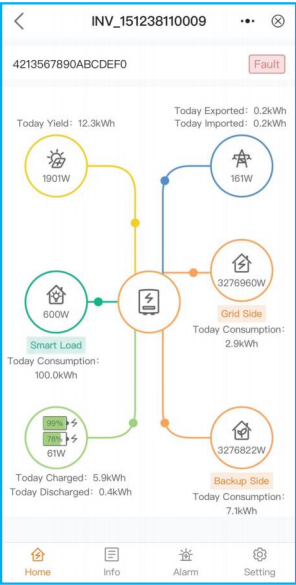 INV_151238110009
4213567890ABCDEF0
Fault
Today Exported: 0.2kWh
Today Yield: 12.3kWh
Today Imported: 0.2kWh
1901W
161W
3276960W
600W
Grid Side
Smart Load
Today Consumption:
2.9kWh
Today Consumption:
100.0kWh
99%
78%
61W
3276822W
Today Charged: 5.9kWh
Backup Side
Today Discharged: 0.4kWh
Today Consumption:
7.1kWh
Home
Info
Alarm
Setting